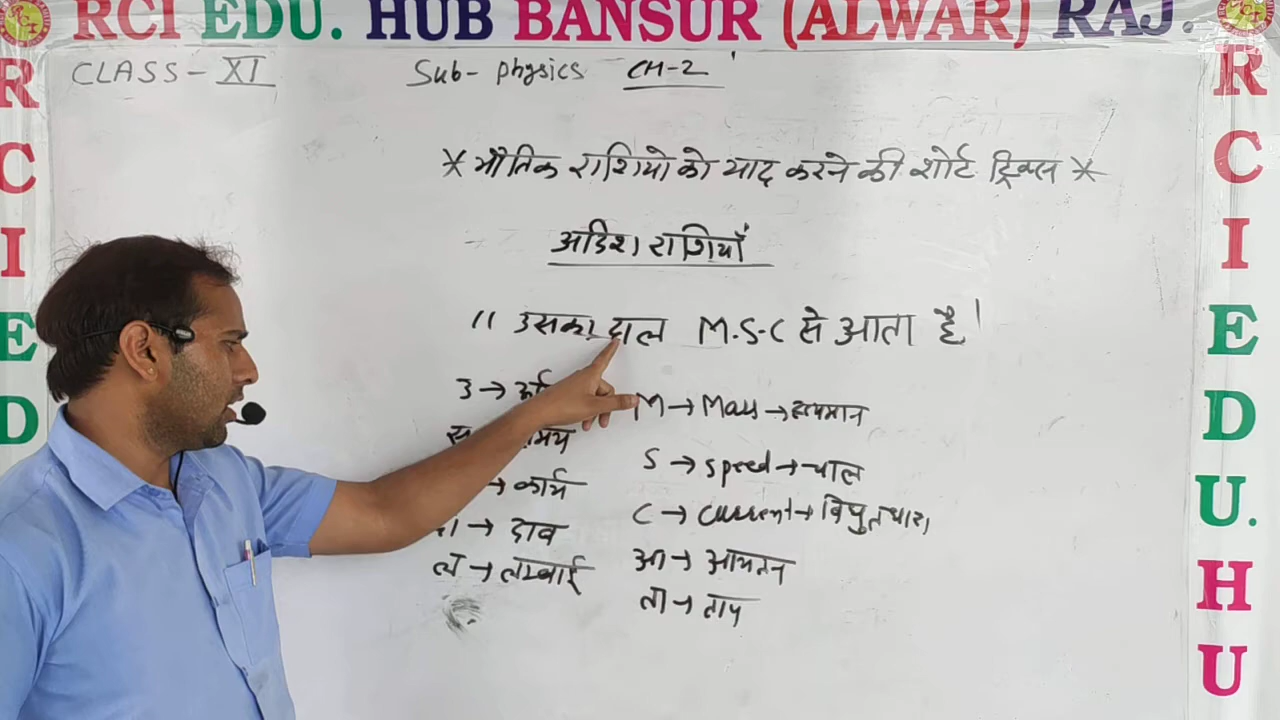 RCI EDU. HUB BANSUR (ALWAR) RAJ.
CLASS - XI Sub- Physics CH-2
* भौतिक राशियो को याद करने की शोर्ट ट्रिक्स *
अदिश राशियाँ
" उसका दाल M.S.C से आता है'
उ →
M → Mass → द्रव्यमान
S → Speed → चाल
→ कार्य
C → Current → विधुत धारा
दा → दाव
आ → आयतन
ल → लम्बाई
ता → ताप
R
C
I
E
D
R
C
I
E
D
U.
H
U